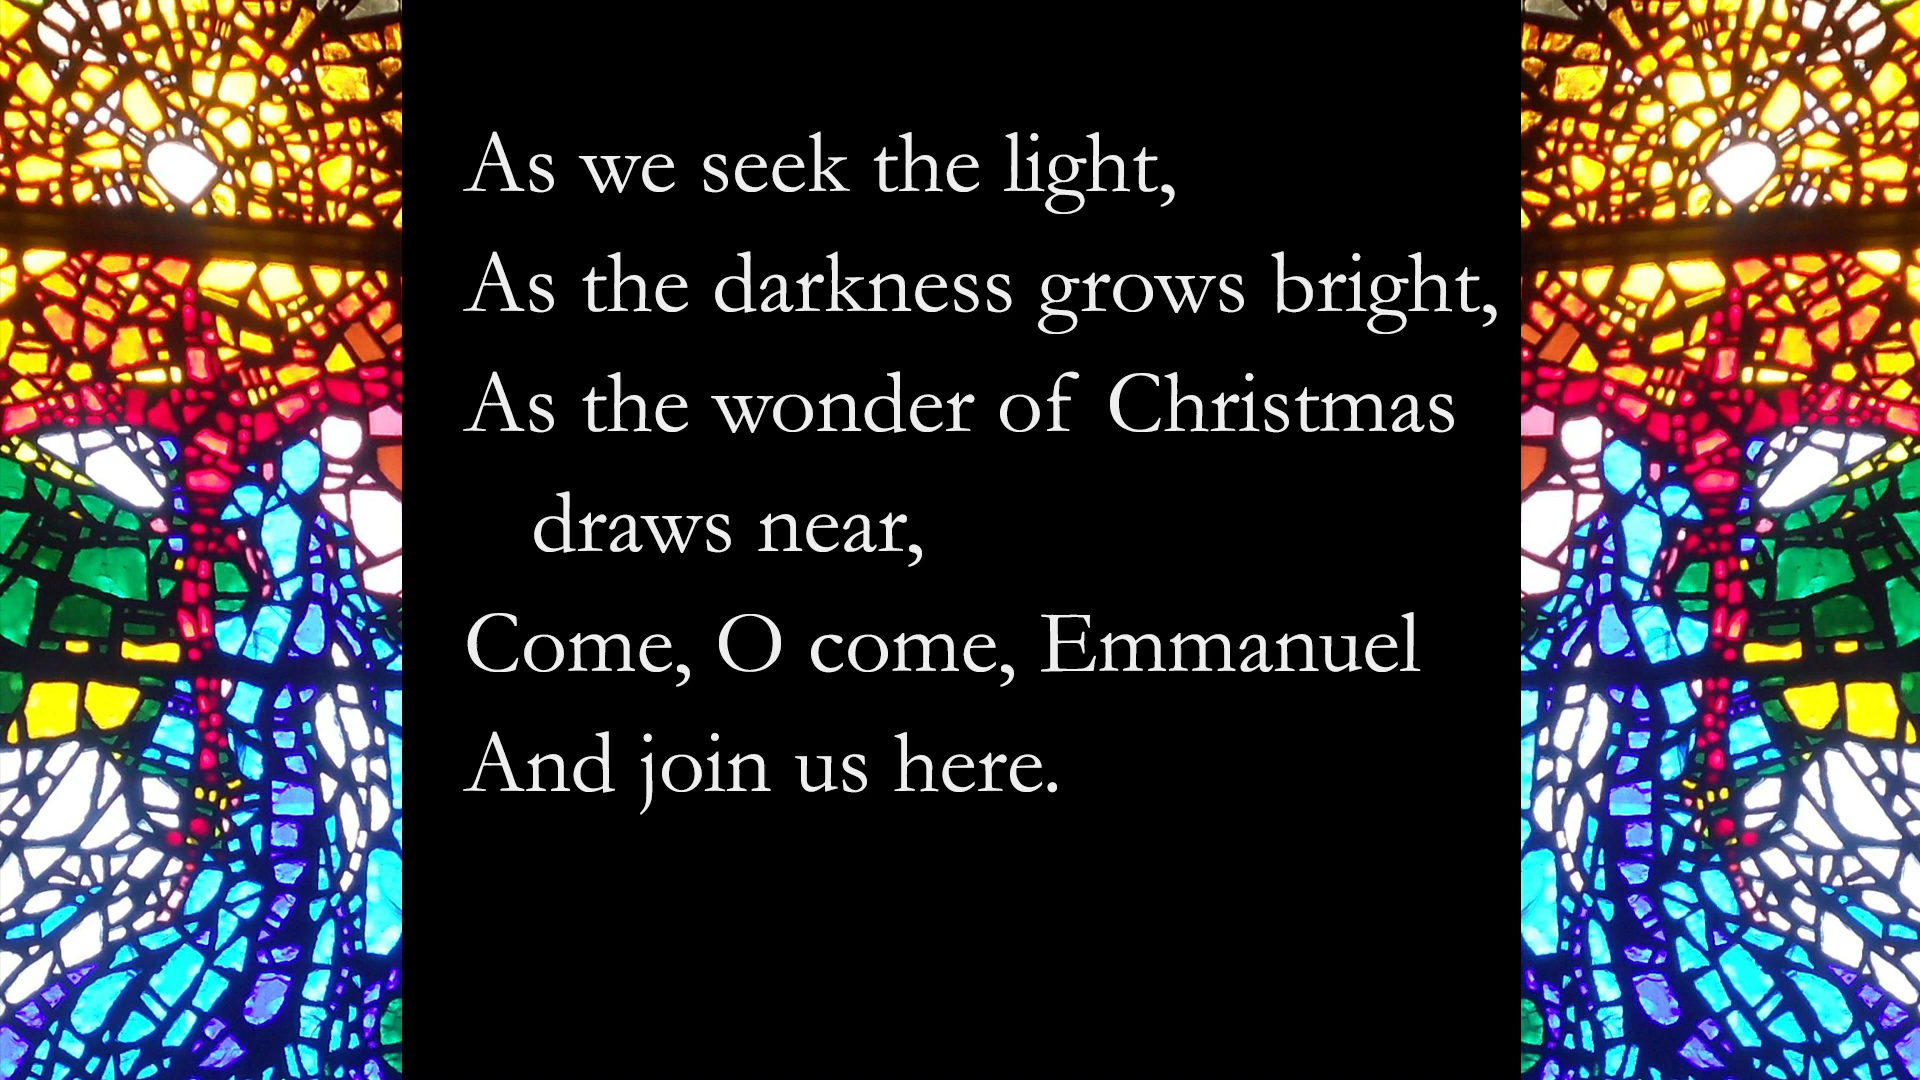 As we seek the light,
As the darkness grows bright,
As the wonder of Christmas
draws near,
Come, O come, Emmanuel
And join us here.